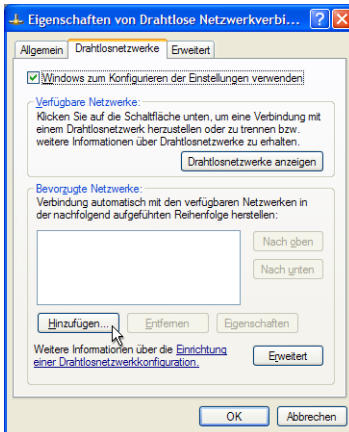 Eigenschaften von Drahtlose Netzwerkverbi...
Allgemein Drahtlosnetzwerke Erweitert
Windows zum Konfigurieren der Einstellungen verwenden
Verfügbare Netzwerke:
Klicken Sie auf die Schaltfläche unten, um eine Verbindung mit
einem Drahtlosnetzwerk herzustellen oder zu trennen bzw.
weitere Informationen über Drahtlosnetzwerke zu erhalten.
Drahtlosnetzwerke anzeigen
Bevorzugte Netzwerke:
Verbindung automatisch mit den verfügbaren Netzwerken in
der nachfolgend aufgeführten Reihenfolge herstellen:
Nach oben
Nach unten
Hinzufügen... Entfernen Eigenschaften
Weitere Informationen über die Einrichtung
einer Drahtlosnetzwerkkonfiguration.
Erweitert
OK Abbrechen